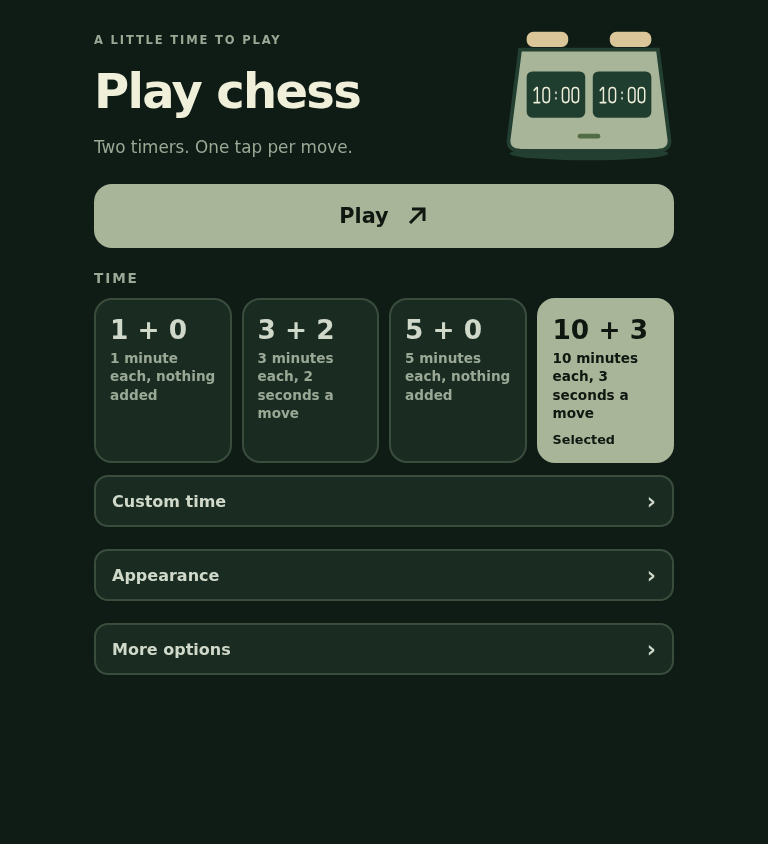 A LITTLE TIME TO PLAY
Play chess
Two timers. One tap per move.
10:00 10:00
Play
TIME
1 + 0
1 minute
each, nothing
added
3 + 2
3 minutes
each, 2
seconds a
move
5 + 0
5 minutes
each, nothing
added
10 + 3
10 minutes
each, 3
seconds a
move
Selected
Custom time
Appearance
More options